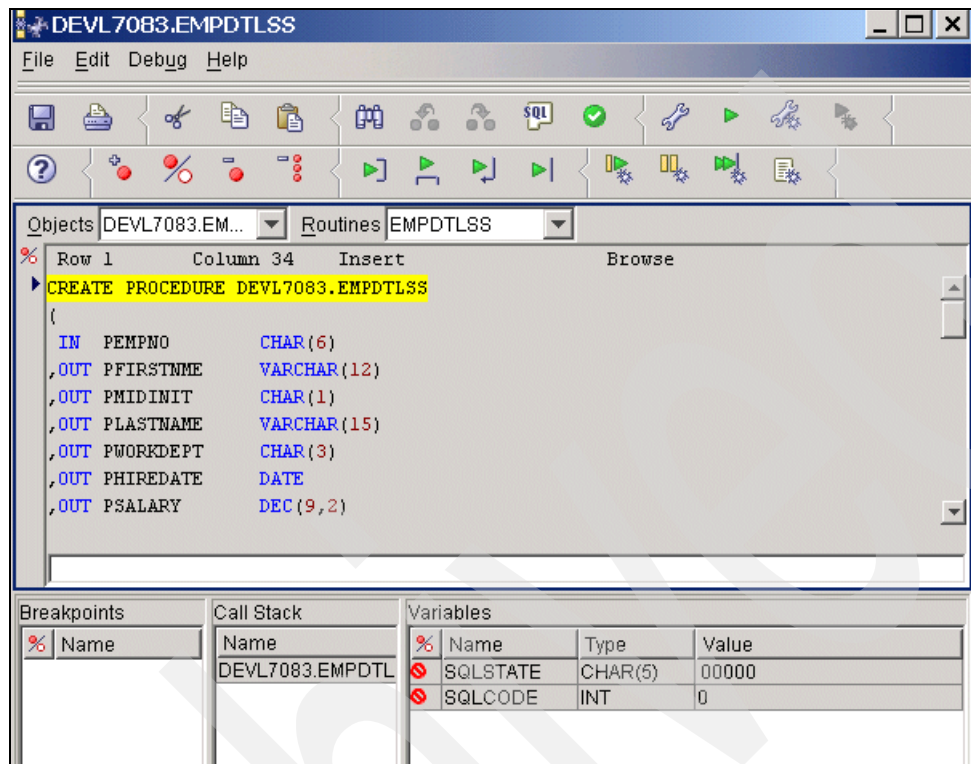 DEVL7083.EMPDTLSS
File Edit Debug Help
SQL
Objects DEVL7083.EM... Routines EMPDTLSS
Row 1 Column 34 Insert Browse
CREATE PROCEDURE DEVL7083.EMPDTLSS
(
IN PEMPNO CHAR(6)
,OUT PFIRSTNME VARCHAR(12)
,OUT PMIDINIT CHAR(1)
,OUT PLASTNAME VARCHAR(15)
,OUT PWORKDEPT CHAR(3)
,OUT PHIREDATE DATE
,OUT PSALARY DEC(9,2)
Breakpoints Call Stack Variables
% Name Name % Name Type Value
DEVL7083.EMPDTL SQLSTATE CHAR(5) 00000
SQLCODE INT 0